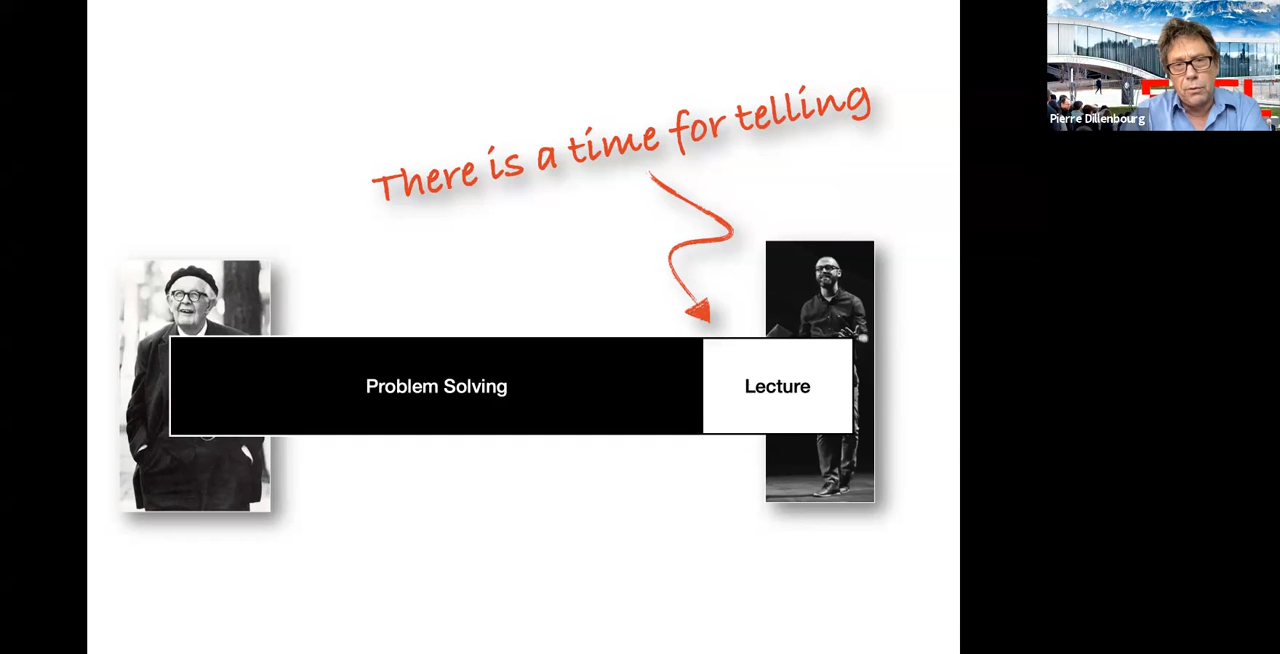 There is a time for telling
Problem Solving
Lecture
Pierre Dillenbourg